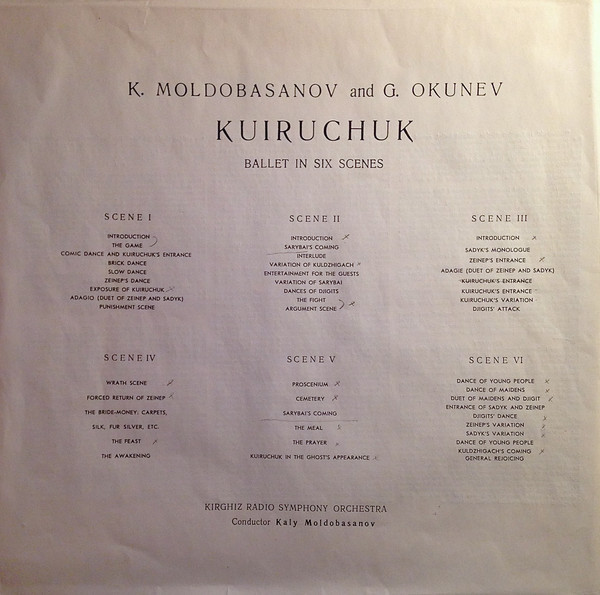 K. MOLDOBASANOV and G. OKUNEV
KUIRUCHUK
BALLET IN SIX SCENES
SCENE I
INTRODUCTION
THE GAME
COMIC DANCE AND KUIRUCHUK'S ENTRANCE
BRICK DANCE
SLOW DANCE
ZEINEP'S DANCE
EXPOSURE OF KUIRUCHUK
ADAGIO (DUET OF ZEINEP AND SADYK)
PUNISHMENT SCENE
SCENE II
INTRODUCTION
SARYBAI'S COMING
INTERLUDE
VARIATION OF KULDZHIGACH
ENTERTAINMENT FOR THE GUESTS
VARIATION OF SARYBAI
DANCES OF DJIGITS
THE FIGHT
ARGUMENT SCENE
SCENE III
INTRODUCTION
SADYK'S MONOLOGUE
ZEINEP'S ENTRANCE
ADAGIE (DUET OF ZEINEP AND SADYK)
KUIRUCHUK'S ENTRANCE
KUIRUCHUK'S ENTRANCE
KUIRUCHUK'S VARIATION
DJIGITS' ATTACK
SCENE IV
WRATH SCENE
FORCED RETURN OF ZEINEP
THE BRIDE-MONEY: CARPETS,
SILK, FUR SILVER, ETC.
THE FEAST
THE AWAKENING
SCENE V
PROSCENIUM
CEMETERY
SARYBAI'S COMING
THE MEAL
THE PRAYER
KUIRUCHUK IN THE GHOST'S APPEARANCE
SCENE VI
DANCE OF YOUNG PEOPLE
DANCE OF MAIDENS
DUET OF MAIDENS AND DJIGIT
ENTRANCE OF SADYK AND ZEINEP
DJIGITS' DANCE
ZEINEP'S VARIATION
SADYK'S VARIATION
DANCE OF YOUNG PEOPLE
KULDZHIGACH'S COMING
GENERAL REJOICING
KIRGHIZ RADIO SYMPHONY ORCHESTRA
Conductor Kaly Moldobasanov